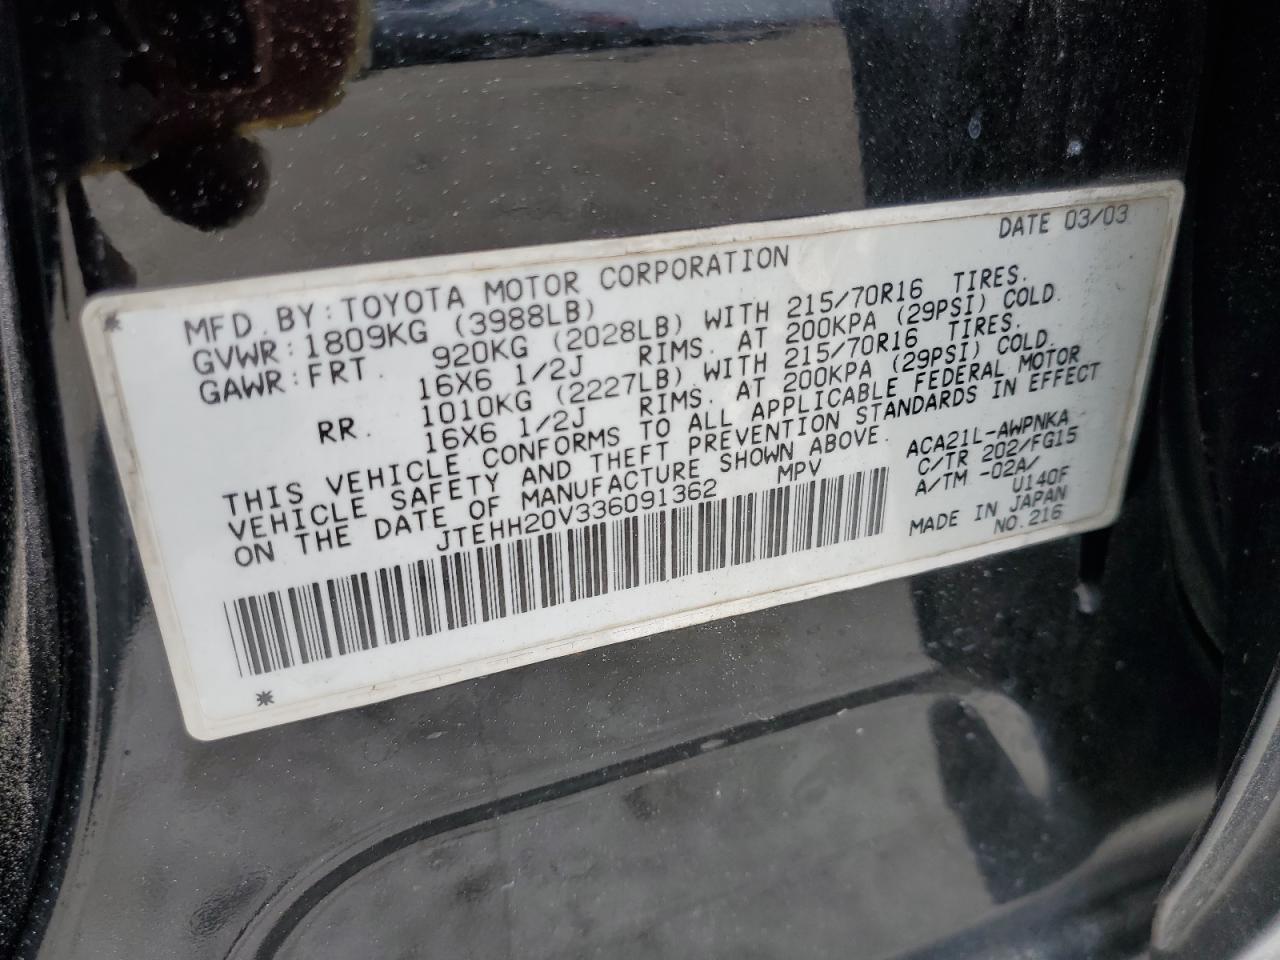 DATE 03/03
MFD. BY: TOYOTA MOTOR CORPORATION
GVWR: 1809KG (3988LB)
GAWR: FRT. 920KG (2028LB) WITH 215/70R16 TIRES.
16X6 1/2J RIMS. AT 200KPA (29PSI) COLD.
RR. 1010KG (2227LB) WITH 215/70R16 TIRES.
16X6 1/2J RIMS. AT 200KPA (29PSI) COLD.
THIS VEHICLE CONFORMS TO ALL APPLICABLE FEDERAL MOTOR
VEHICLE SAFETY AND THEFT PREVENTION STANDARDS IN EFFECT
ON THE DATE OF MANUFACTURE SHOWN ABOVE.
JTEHH20V336091362 MPV
ACA21L-AWPNKA
C/TR 202/FG15
A/TM -02A/
U140F
MADE IN JAPAN
NO. 216